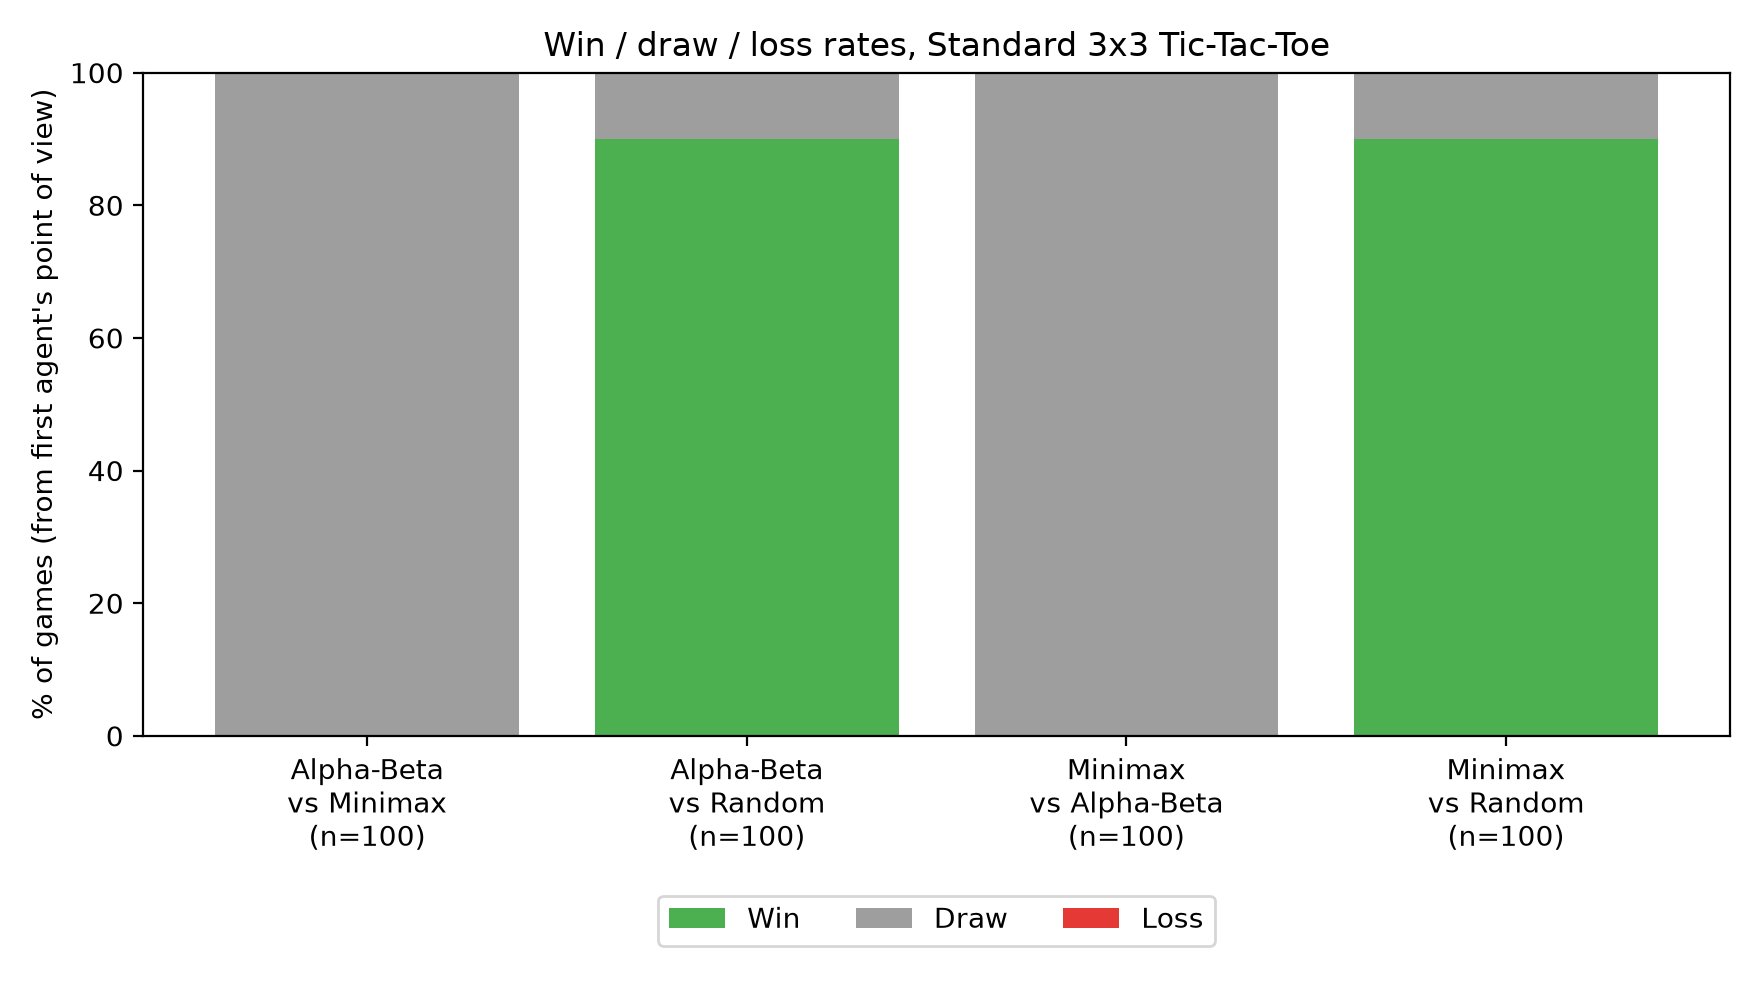 Win / draw / loss rates, Standard 3x3 Tic-Tac-Toe
% of games (from first agent's point of view)
100
80
60
40
20
0
Alpha-Beta
vs Minimax
(n=100)
Alpha-Beta
vs Random
(n=100)
Minimax
vs Alpha-Beta
(n=100)
Minimax
vs Random
(n=100)
Win
Draw
Loss